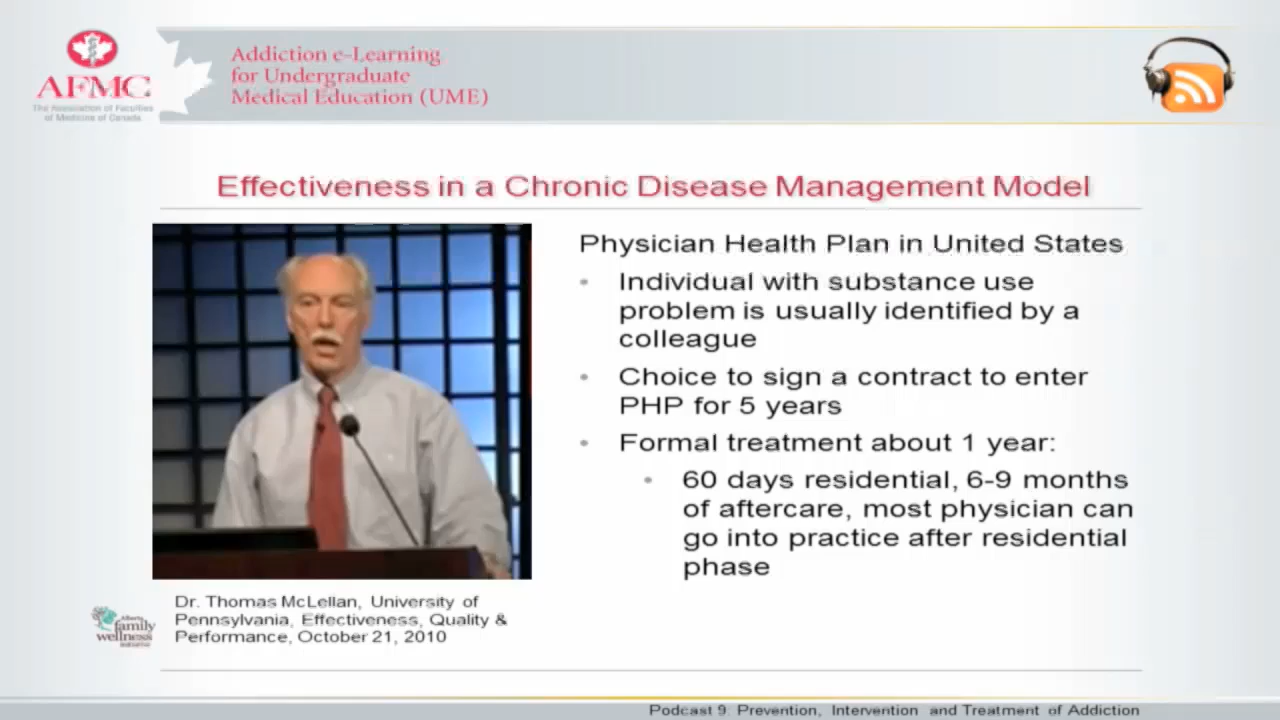 AFMC
The Association of Faculties
of Medicine of Canada
Addiction e-Learning
for Undergraduate
Medical Education (UME)
Effectiveness in a Chronic Disease Management Model
Physician Health Plan in United States
• Individual with substance use
problem is usually identified by a
colleague
• Choice to sign a contract to enter
PHP for 5 years
• Formal treatment about 1 year:
• 60 days residential, 6-9 months
of aftercare, most physician can
go into practice after residential
phase
Alberta
family
wellness
initiative
Dr. Thomas McLellan, University of
Pennsylvania, Effectiveness, Quality &
Performance, October 21, 2010
Podcast 9: Prevention, Intervention and Treatment of Addiction